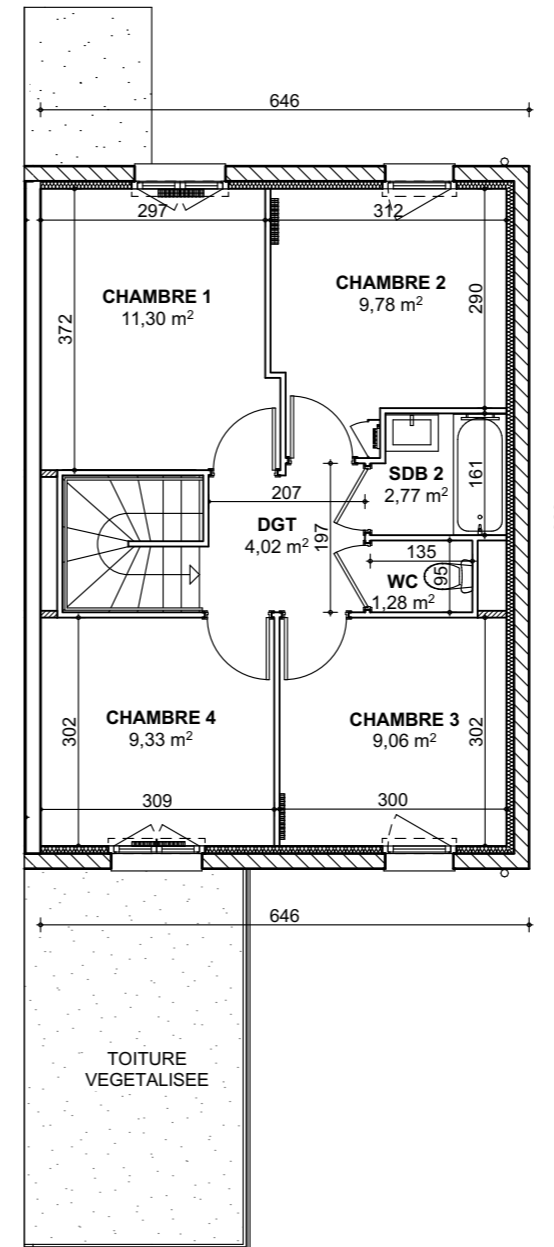 646
297
312
CHAMBRE 1
11,30 m²
CHAMBRE 2
9,78 m²
372
290
SDB 2
2,77 m²
161
207
DGT
4,02 m²
197
135
WC
1,28 m²
95
CHAMBRE 4
9,33 m²
CHAMBRE 3
9,06 m²
302
302
309
300
646
TOITURE
VEGETALISEE